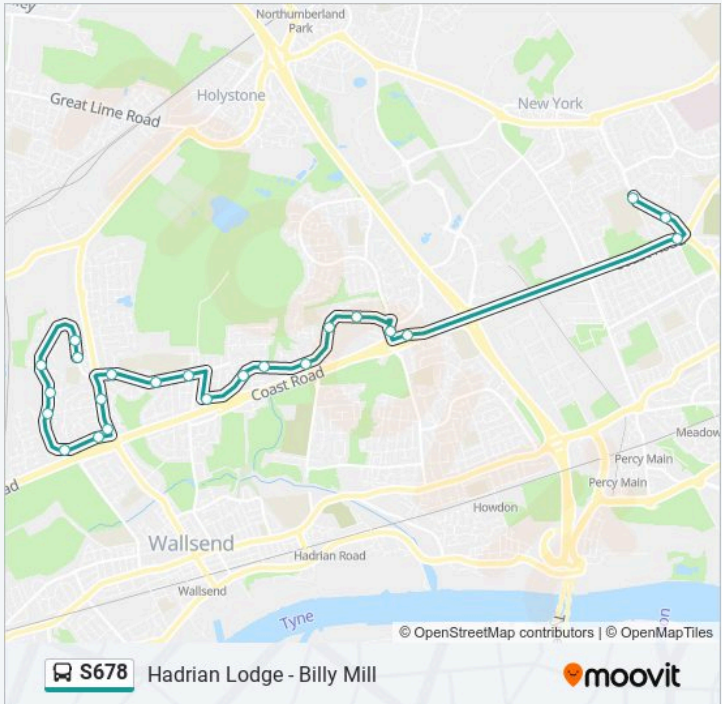 Northumberland
Park
Great Lime Road
Holystone
New York
Coast Road
Meadow
Percy Main
Percy Main
Howdon
Wallsend
Hadrian Road
Wallsend
Tyne
© OpenStreetMap contributors | © OpenMapTiles
S678 Hadrian Lodge - Billy Mill
moovit